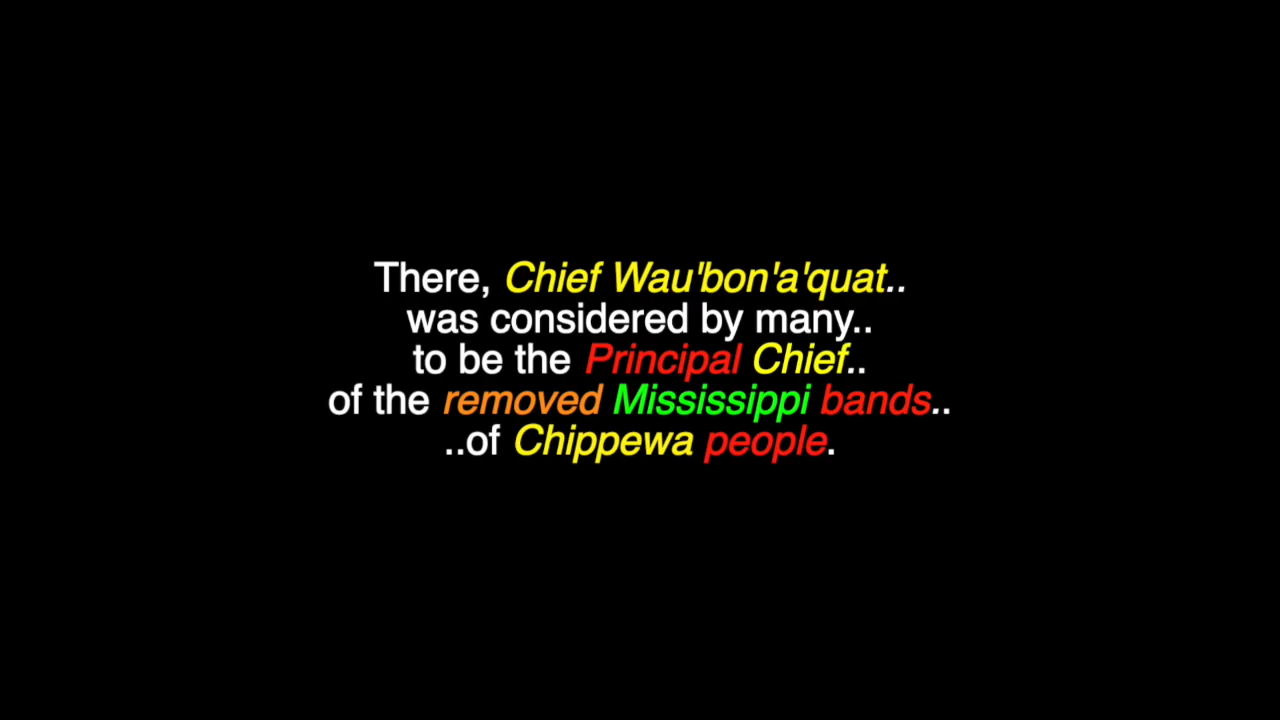 There, Chief Wau'bon'a'quat..
was considered by many..
to be the Principal Chief..
of the removed Mississippi bands..
..of Chippewa people.